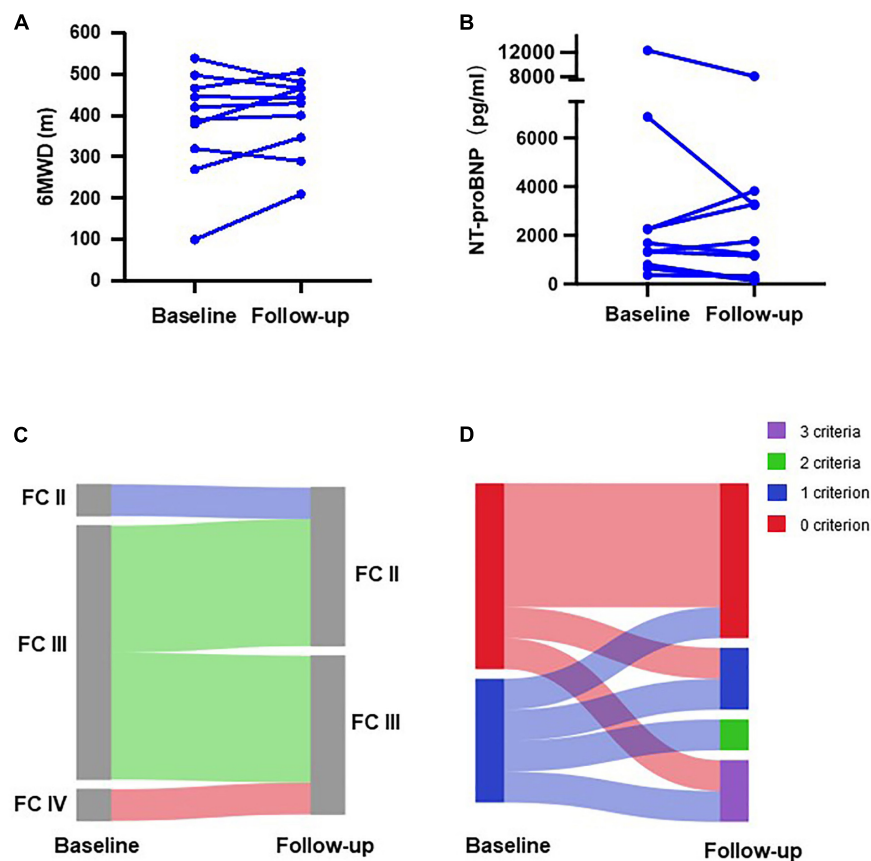 A
6MWD (m)
600
500
400
300
200
100
0
Baseline Follow-up
B
NT-proBNP（pg/ml）
12000
8000
6000
4000
2000
0
Baseline Follow-up
C
FC II
FC III
FC IV
FC II
FC III
Baseline
Follow-up
D
3 criteria
2 criteria
1 criterion
0 criterion
Baseline
Follow-up